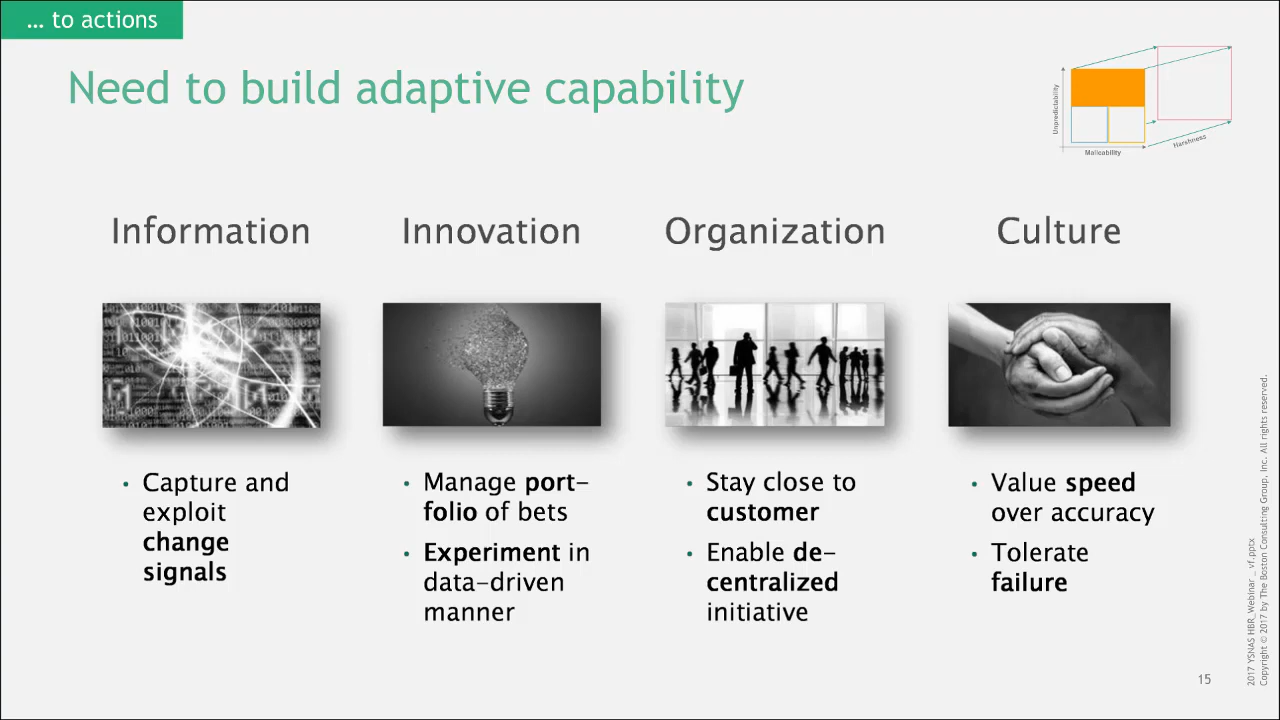 ... to actions
Need to build adaptive capability
Unpredictability
Malleability
Harshness
Information
Innovation
Organization
Culture
• Capture and
exploit
change
signals
• Manage port-
folio of bets
• Experiment in
data-driven
manner
• Stay close to
customer
• Enable de-
centralized
initiative
• Value speed
over accuracy
• Tolerate
failure
2017 YSNAS HBR_Webinar_ vf.pptx
Copyright © 2017 by The Boston Consulting Group, Inc. All rights reserved.
15